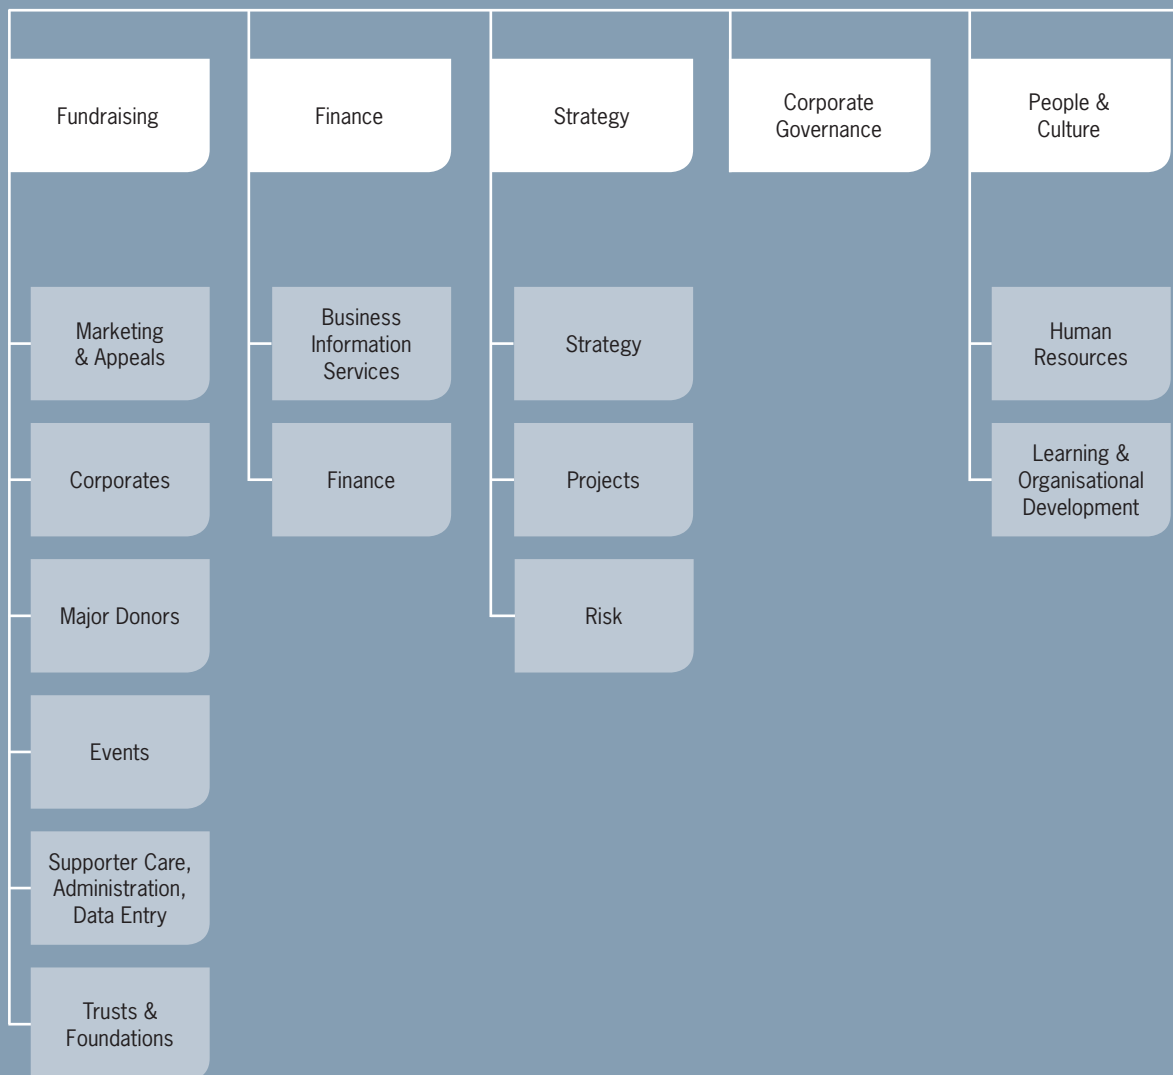 Fundraising
Finance
Strategy
Corporate
Governance
People &
Culture
Marketing
& Appeals
Corporates
Major Donors
Events
Supporter Care,
Administration,
Data Entry
Trusts &
Foundations
Business
Information
Services
Finance
Strategy
Projects
Risk
Human
Resources
Learning &
Organisational
Development